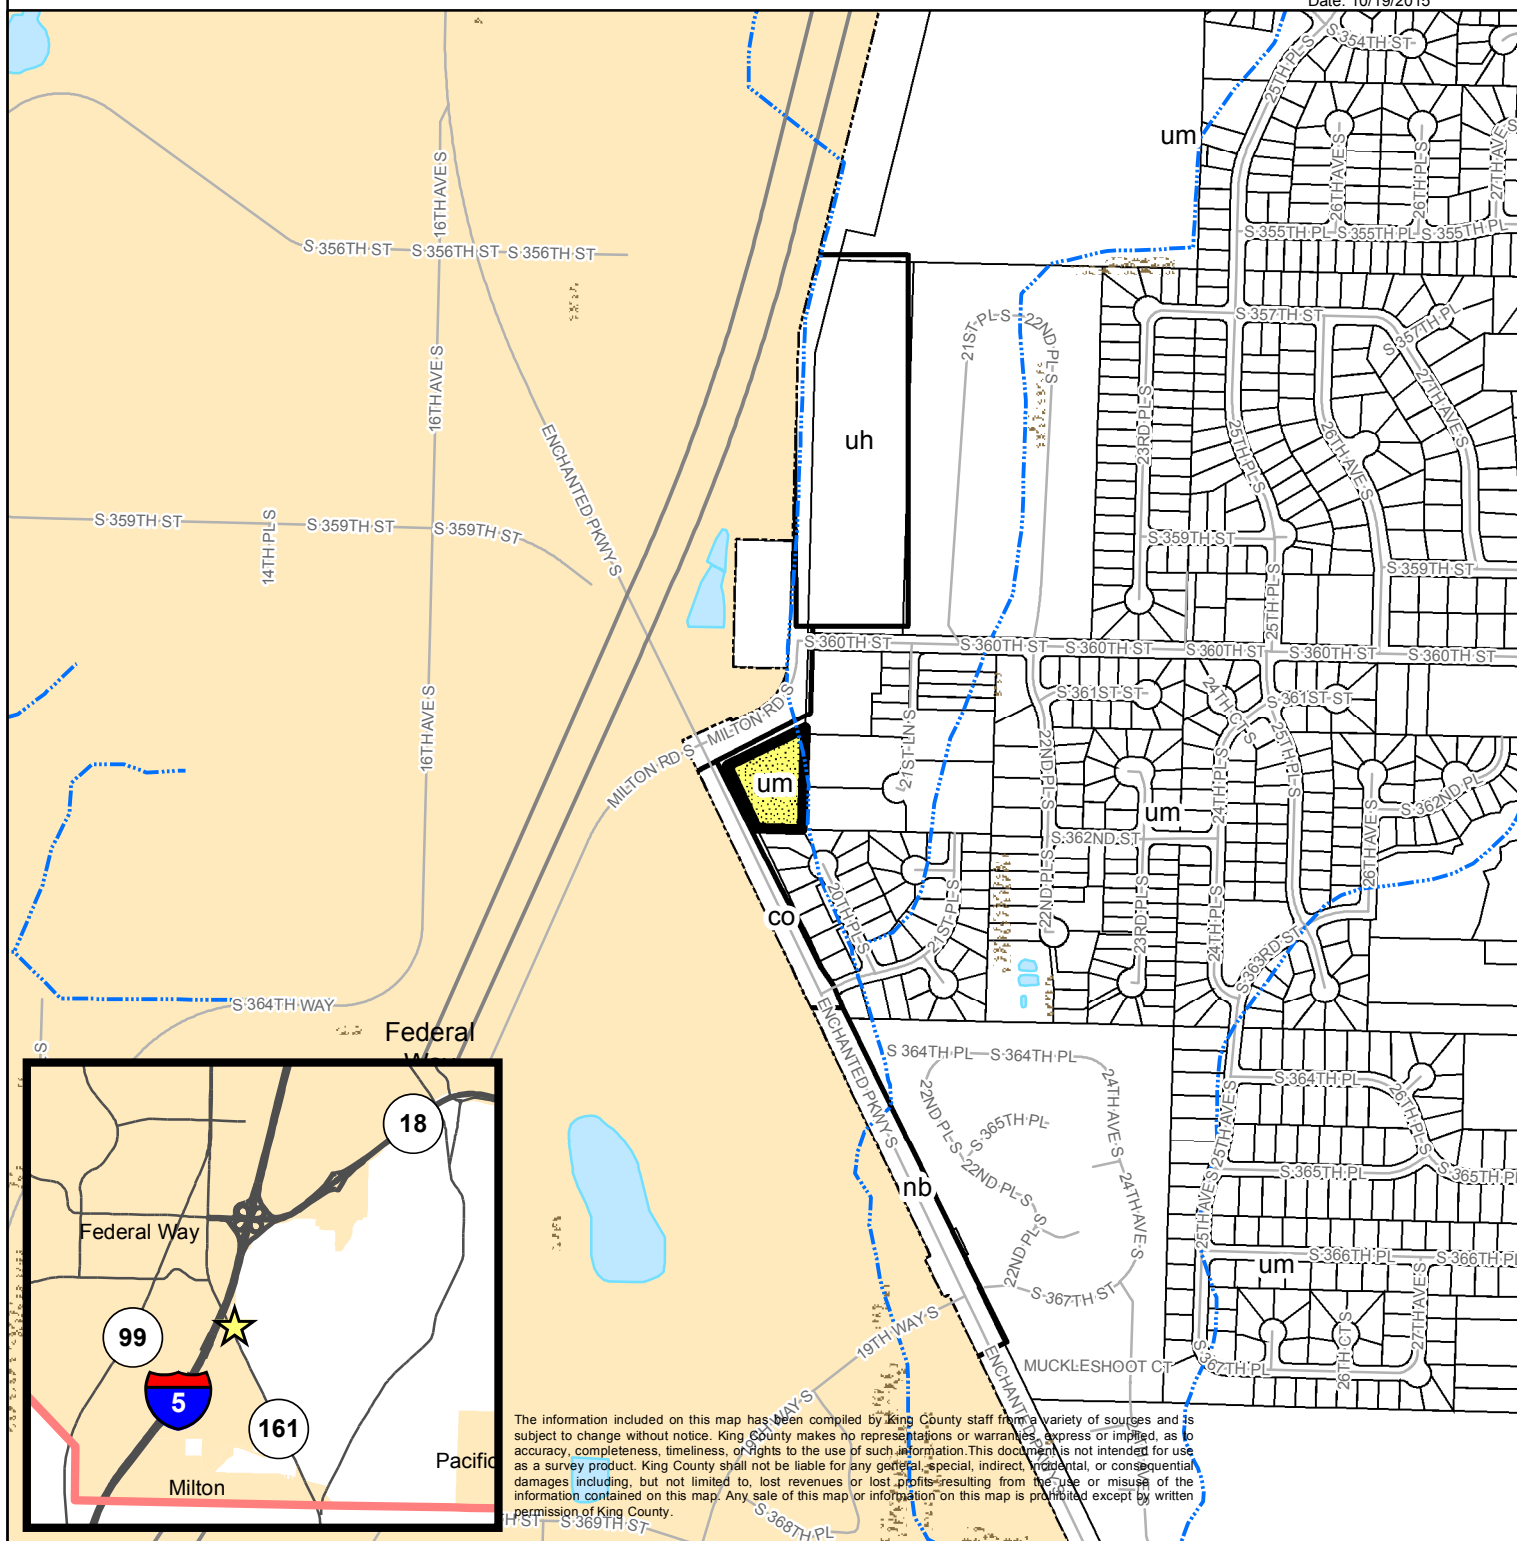 Date: 10/19/2015
S 354TH ST
25TH PL S
um
16TH AVE S
26TH AVE S
26TH PL S
27TH AVE S
S 356TH ST
S 356TH ST
S 356TH ST
S 355TH PL
S 355TH PL
S 355TH PL
21ST PL S
22ND PL S
S 357TH ST
S 357TH PL
16TH AVE S
27TH AVE S
23RD PL S
25TH PL S
26TH AVE S
uh
ENCHANTED PKWY S
S 359TH ST
14TH PL S
S 359TH ST
S 359TH ST
S 359TH ST
S 359TH ST
25TH PL S
S 360TH ST
S 360TH ST
S 360TH ST
S 360TH ST
S 360TH ST
S 360TH ST
16TH AVE S
MILTON RD S
MILTON RD S
21ST LN S
S 361ST ST
24TH CT S
S 361ST ST
22ND PL S
24TH PL S
25TH PL S
um
um
S 362ND ST
S 362ND PL
26TH AVE S
co
20TH PL S
21ST PL S
22ND PL S
23RD PL S
24TH PL S
S 363RD ST
S 364TH WAY
ENCHANTED PKWY S
Federal
S 364TH PL
S 364TH PL
22ND PL S
24TH AVE S
S 365TH PL
22ND PL S
24TH AVE S
22ND PL S
S 364TH PL
26TH PL S
25TH AVE S
S 365TH PL
S 365TH PL
25TH AVE S
nb
S 366TH PL
S 366TH PL
um
S 367TH ST
19TH WAY S
ENCHANTED PKWY S
MUCKLESHOOT CT
S 367TH PL
26TH CT S
27TH AVE S
18
Federal Way
99
5
161
Milton
Pacific
19TH WAY S
The information included on this map has been compiled by King County staff from a variety of sources and is
subject to change without notice. King County makes no representations or warranties, express or implied, as to
accuracy, completeness, timeliness, or rights to the use of such information.This document is not intended for use
as a survey product. King County shall not be liable for any general, special, indirect, incidental, or consequential
damages including, but not limited to, lost revenues or lost profits resulting from the use or misuse of the
information contained on this map. Any sale of this map or information on this map is prohibited except by written
permission of King County.
S 369TH ST
S 368TH PL